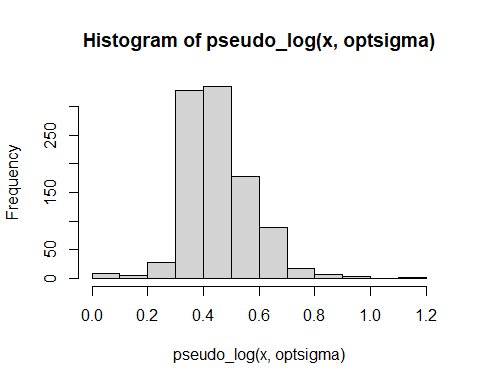 Histogram of pseudo_log(x, optsigma)
Frequency
250
150
50
0
0.0 0.2 0.4 0.6 0.8 1.0 1.2
pseudo_log(x, optsigma)